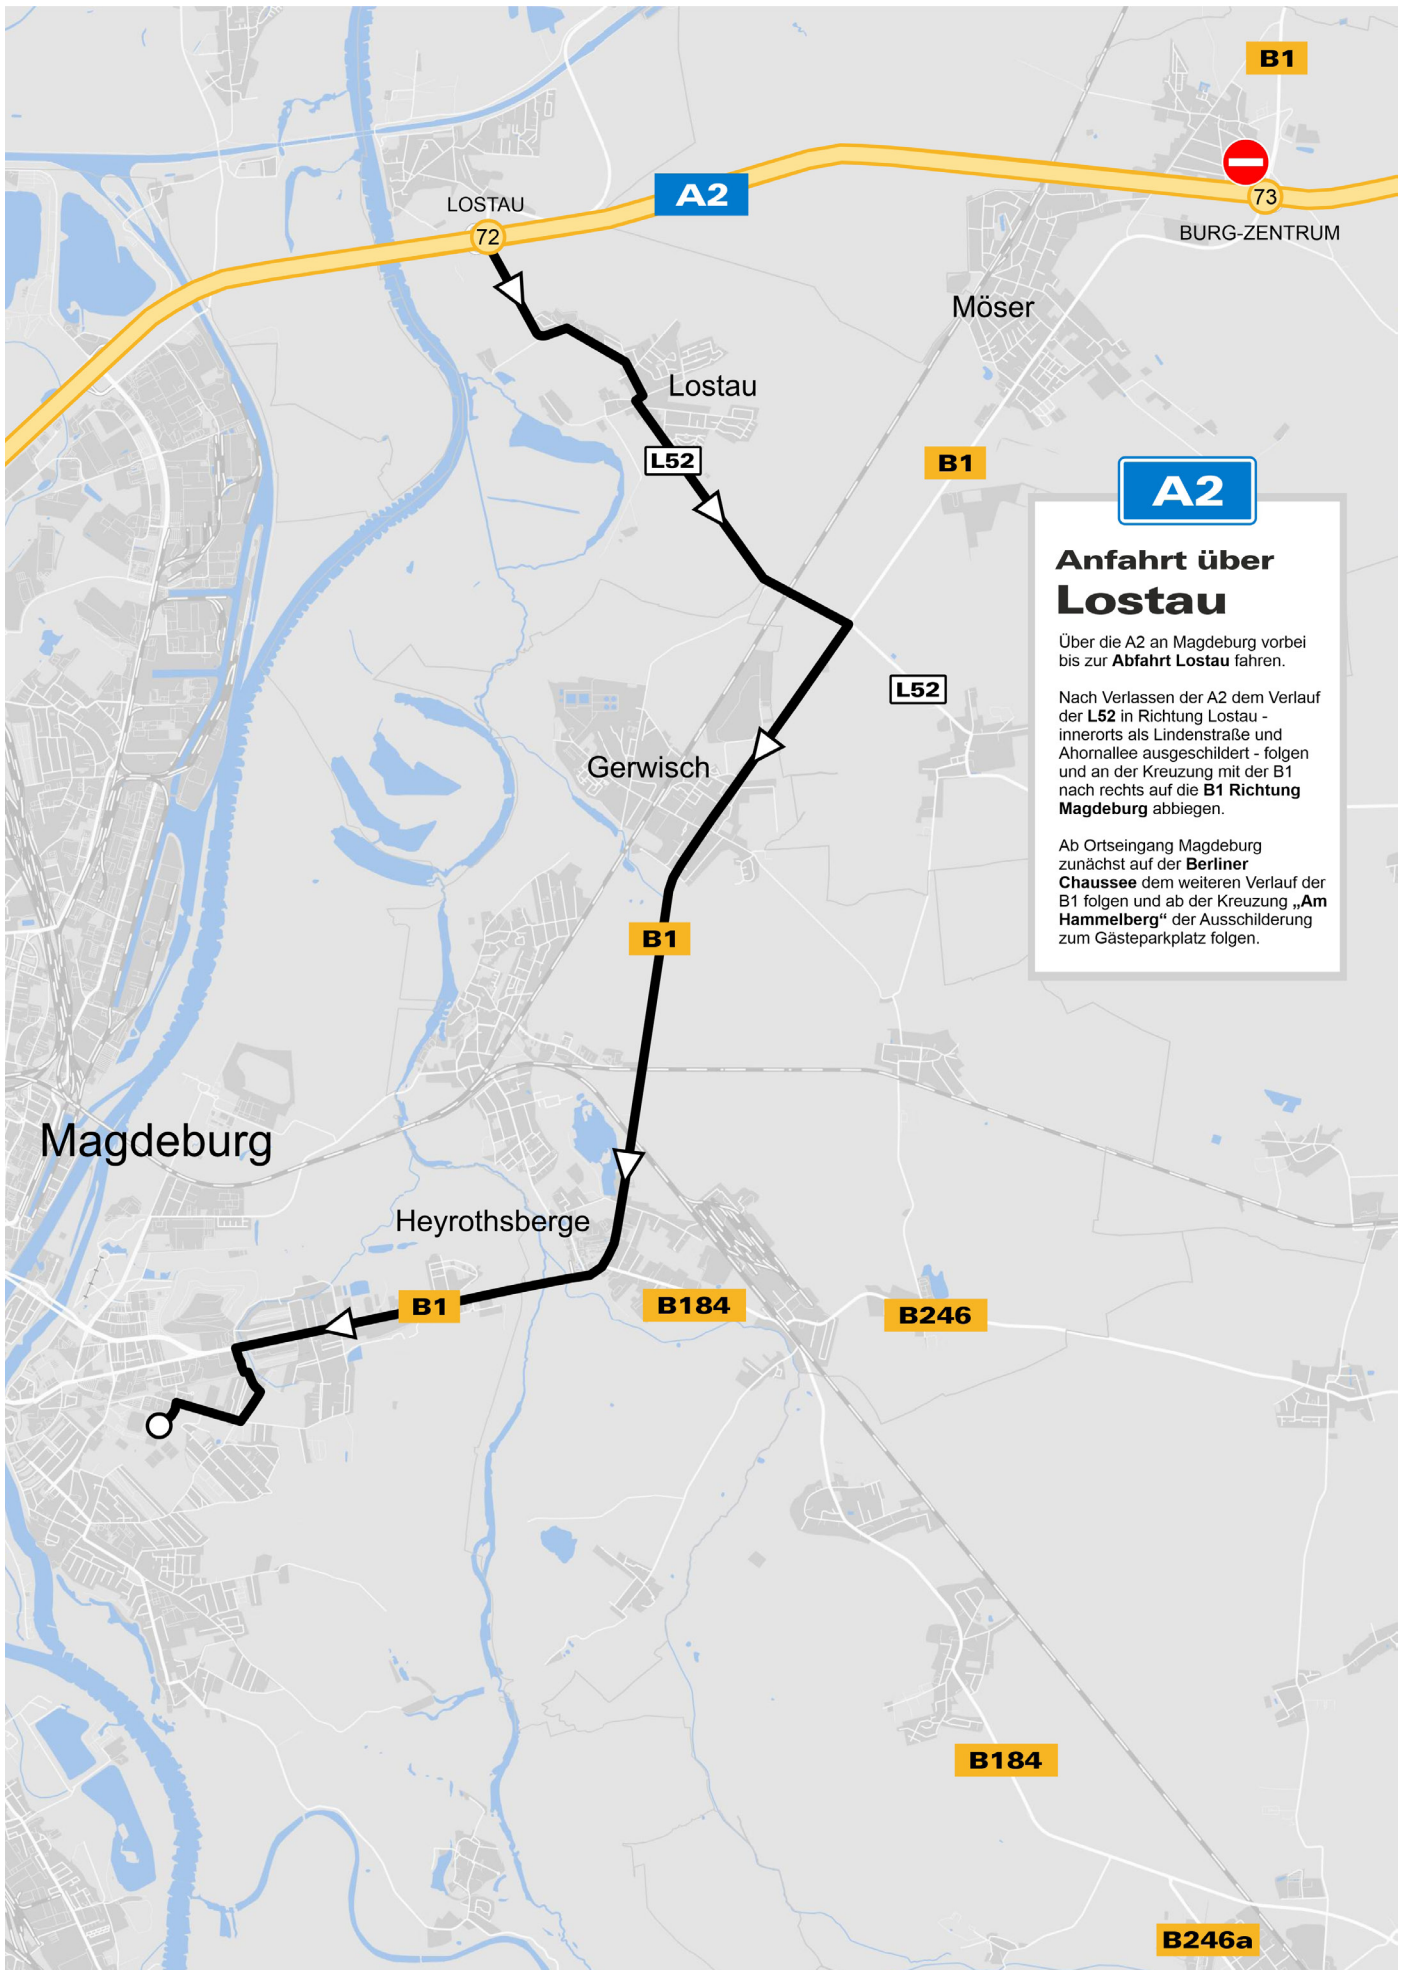 B1
A2
LOSTAU
72
73
BURG-ZENTRUM
Möser
Lostau
L52
B1
A2
Anfahrt über
Lostau
Über die A2 an Magdeburg vorbei
bis zur Abfahrt Lostau fahren.
Nach Verlassen der A2 dem Verlauf
der L52 in Richtung Lostau -
innerorts als Lindenstraße und
Ahornallee ausgeschildert - folgen
und an der Kreuzung mit der B1
nach rechts auf die B1 Richtung
Magdeburg abbiegen.
Ab Ortseingang Magdeburg
zunächst auf der Berliner
Chaussee dem weiteren Verlauf der
B1 folgen und ab der Kreuzung „Am
Hammelberg“ der Ausschilderung
zum Gästeparkplatz folgen.
L52
Gerwisch
B1
Magdeburg
Heyrothsberge
B1
B184
B246
B184
B246a